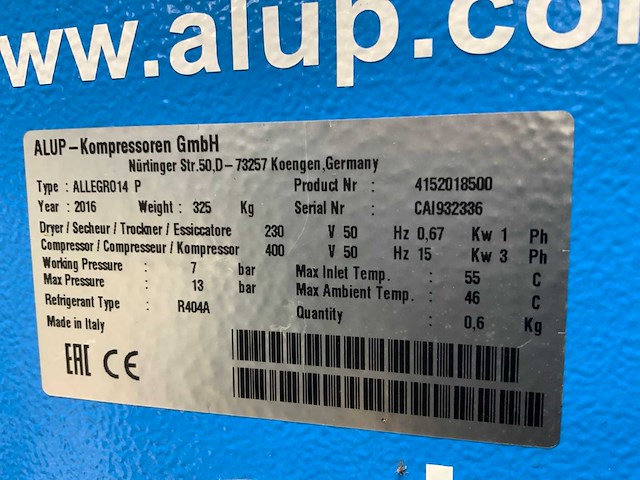 www.alup.co
ALUP-Kompressoren GmbH
Nürtinger Str.50,D-73257 Koengen,Germany
Type : ALLEGRO14 P Product Nr : 4152018500
Year : 2016 Weight : 325 Kg Serial Nr : CAI932336
Dryer / Secheur / Trockner / Essiccatore 230 V 50 Hz 0,67 Kw 1 Ph
Compressor / Compresseur / Kompressor 400 V 50 Hz 15 Kw 3 Ph
Working Pressure : 7 bar Max Inlet Temp. : 55 C
Max Pressure : 13 bar Max Ambient Temp. : 46 C
Refrigerant Type : R404A Quantity : 0,6 Kg
Made in Italy
EAC CE